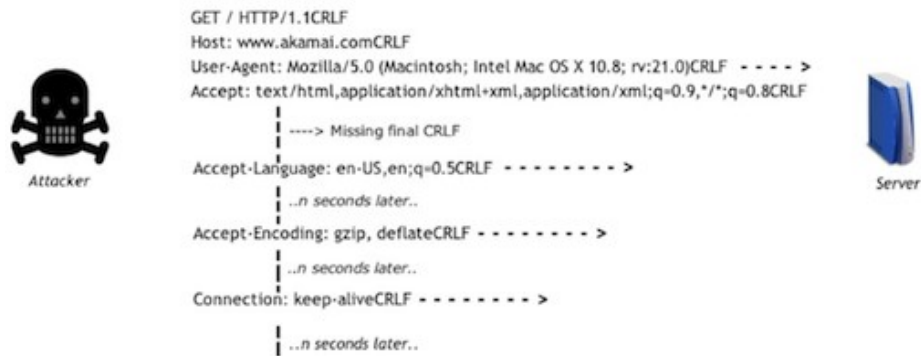 GET / HTTP/1.1CRLF
Host: www.akamai.comCRLF
User-Agent: Mozilla/5.0 (Macintosh; Intel Mac OS X 10.8; rv:21.0)CRLF - - - - >
Accept: text/html,application/xhtml+xml,application/xml;q=0.9,*/*;q=0.8CRLF
----> Missing final CRLF
Attacker
Server
Accept-Language: en-US,en;q=0.5CRLF - - - - - - - - >
..n seconds later..
Accept-Encoding: gzip, deflateCRLF - - - - - - - - >
..n seconds later..
Connection: keep-aliveCRLF - - - - - - - - >
..n seconds later..